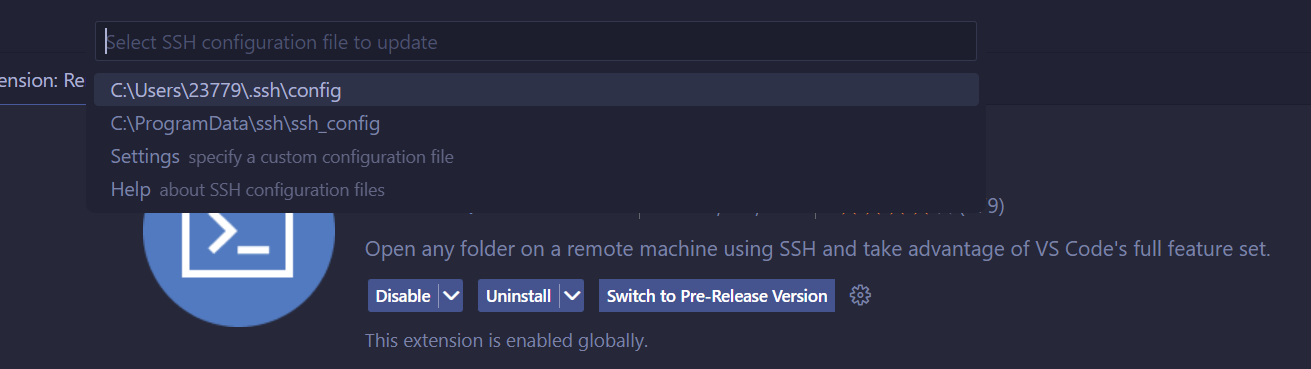 Select SSH configuration file to update
ension: Re
C:\Users\23779\.ssh\config
C:\ProgramData\ssh\ssh_config
Settings specify a custom configuration file
Help about SSH configuration files
9)
Open any folder on a remote machine using SSH and take advantage of VS Code's full feature set.
Disable Uninstall Switch to Pre-Release Version
This extension is enabled globally.